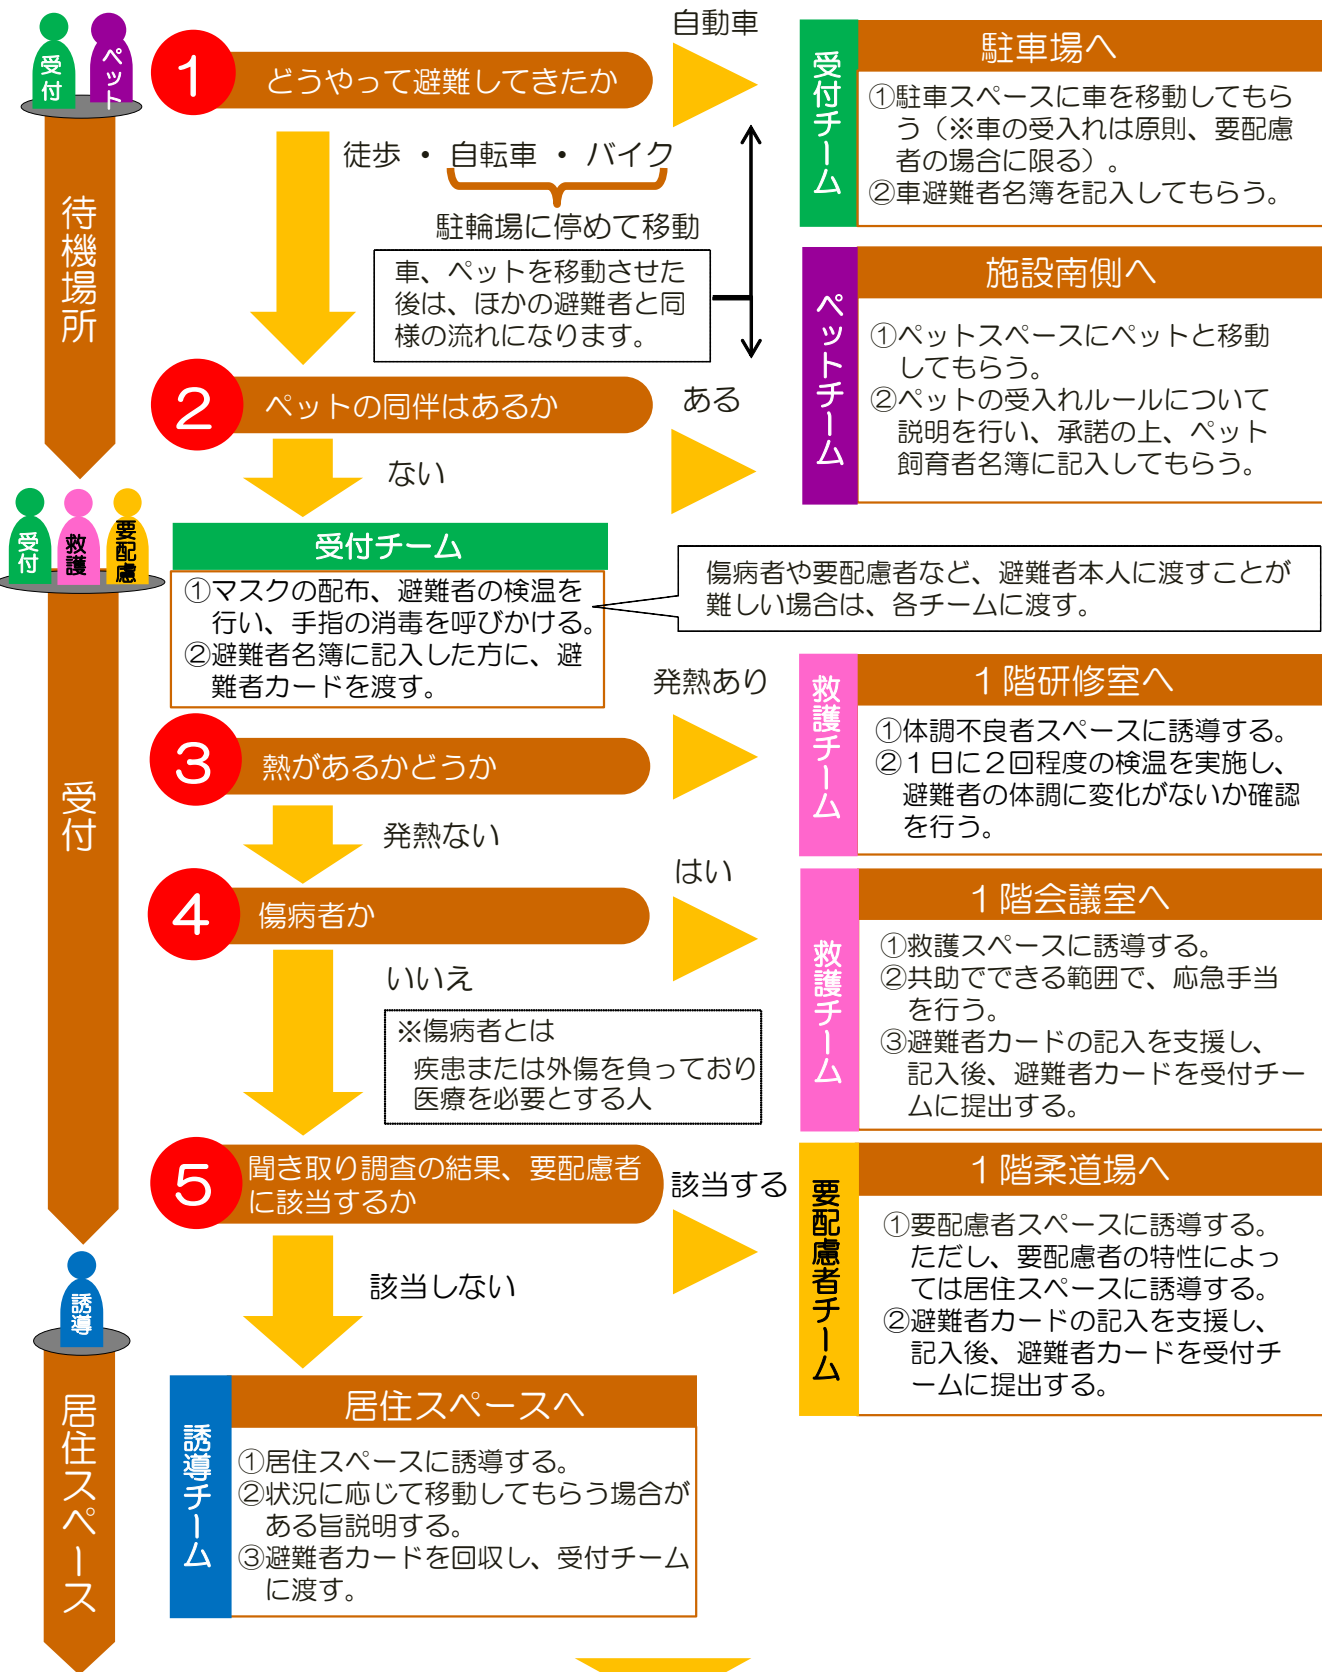 受付
ペット
待機場所
1
どうやって避難してきたか
自動車
受付チーム
駐車場へ
①駐車スペースに車を移動してもら
う（※車の受入れは原則、要配慮
者の場合に限る）。
②車避難者名簿を記入してもらう。
徒歩 ・ 自転車 ・ バイク
駐輪場に停めて移動
車、ペットを移動させた
後は、ほかの避難者と同
様の流れになります。
2
ペットの同伴はあるか
ある
ペットチーム
施設南側へ
①ペットスペースにペットと移動
してもらう。
②ペットの受入れルールについて
説明を行い、承諾の上、ペット
飼育者名簿に記入してもらう。
ない
受付
救護
要配慮
受付
受付チーム
①マスクの配布、避難者の検温を
行い、手指の消毒を呼びかける。
②避難者名簿に記入した方に、避
難者カードを渡す。
傷病者や要配慮者など、避難者本人に渡すことが
難しい場合は、各チームに渡す。
3
熱があるかどうか
発熱あり
救護チーム
１階研修室へ
①体調不良者スペースに誘導する。
②１日に２回程度の検温を実施し、
避難者の体調に変化がないか確認
を行う。
発熱ない
4
傷病者か
はい
救護チーム
１階会議室へ
①救護スペースに誘導する。
②共助でできる範囲で、応急手当
を行う。
③避難者カードの記入を支援し、
記入後、避難者カードを受付チー
ムに提出する。
いいえ
※傷病者とは
疾患または外傷を負っており
医療を必要とする人
5
聞き取り調査の結果、要配慮者
に該当するか
該当する
要配慮者チーム
１階柔道場へ
①要配慮者スペースに誘導する。
ただし、要配慮者の特性によっ
ては居住スペースに誘導する。
②避難者カードの記入を支援し、
記入後、避難者カードを受付チ
ームに提出する。
該当しない
誘導
居住スペース
誘導チーム
居住スペースへ
①居住スペースに誘導する。
②状況に応じて移動してもらう場合が
ある旨説明する。
③避難者カードを回収し、受付チーム
に渡す。